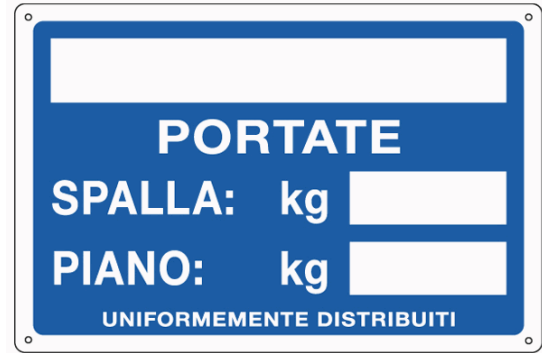 PORTATE
SPALLA: kg
PIANO: kg
UNIFORMEMENTE DISTRIBUITI